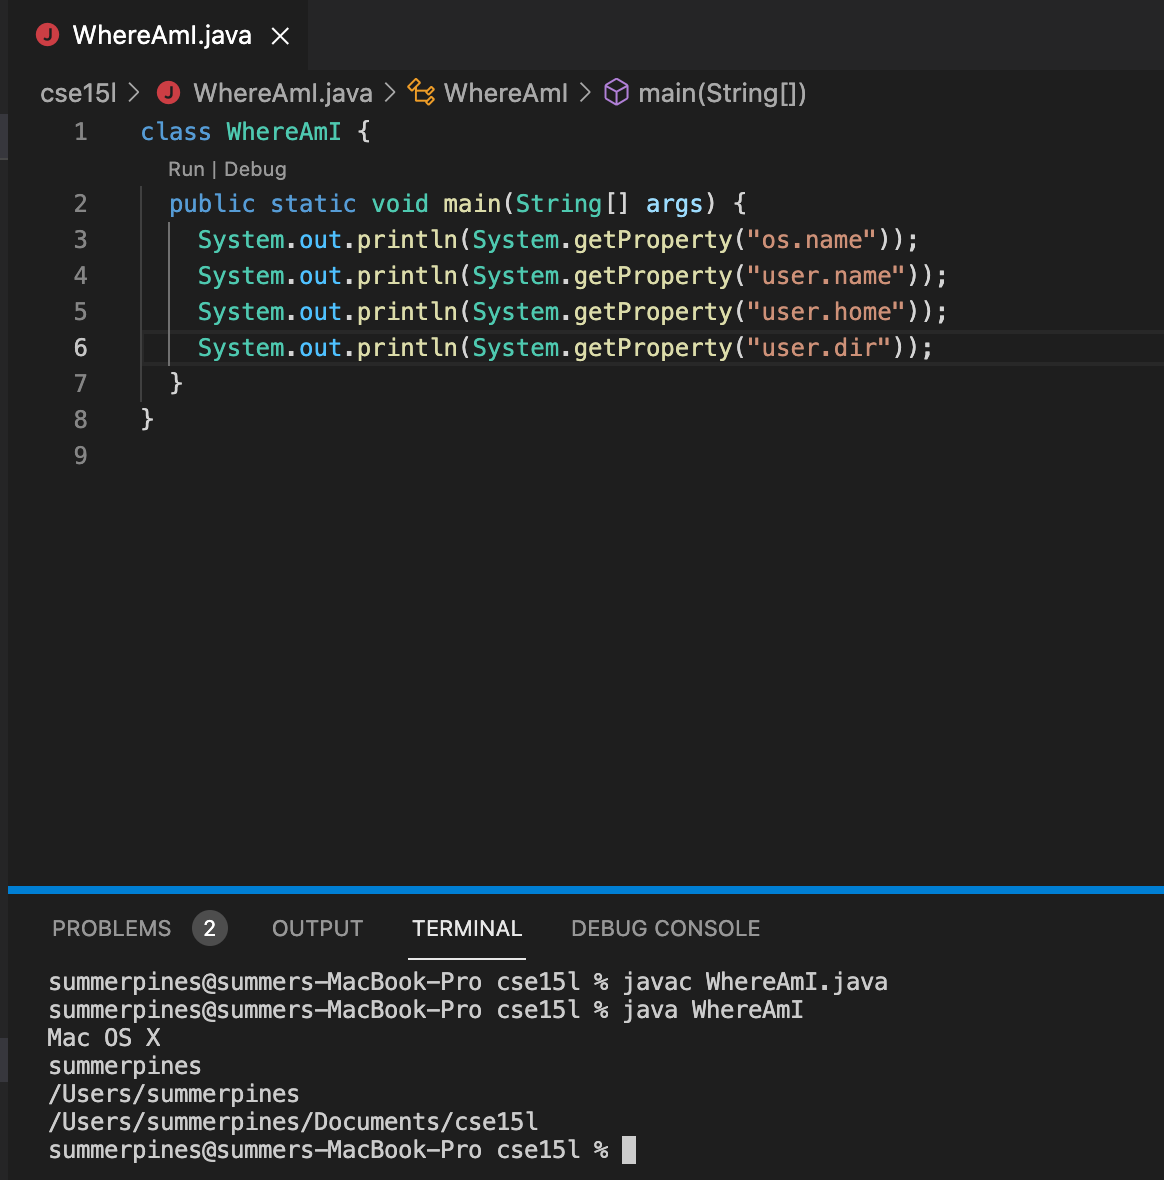 WhereAmI.java
cse15l > WhereAmI.java > WhereAmI > main(String[])
1 class WhereAmI {
Run | Debug
2 public static void main(String[] args) {
3 System.out.println(System.getProperty("os.name"));
4 System.out.println(System.getProperty("user.name"));
5 System.out.println(System.getProperty("user.home"));
6 System.out.println(System.getProperty("user.dir"));
7 }
8 }
9
PROBLEMS 2 OUTPUT TERMINAL DEBUG CONSOLE
summerpines@summers-MacBook-Pro cse15l % javac WhereAmI.java
summerpines@summers-MacBook-Pro cse15l % java WhereAmI
Mac OS X
summerpines
/Users/summerpines
/Users/summerpines/Documents/cse15l
summerpines@summers-MacBook-Pro cse15l %